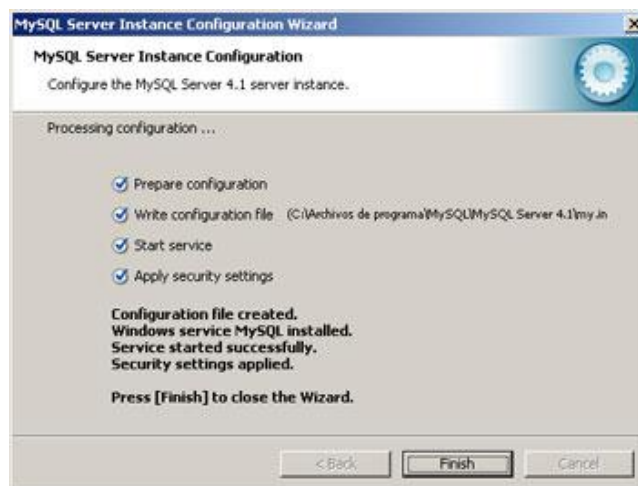 MySQL Server Instance Configuration Wizard
MySQL Server Instance Configuration
Configure the MySQL Server 4.1 server instance.
Processing configuration ...
Prepare configuration
Write configuration file (C:\Archivos de programa\MySQL\MySQL Server 4.1\my.in
Start service
Apply security settings
Configuration file created.
Windows service MySQL installed.
Service started successfully.
Security settings applied.
Press [Finish] to close the Wizard.
< Back Finish Cancel